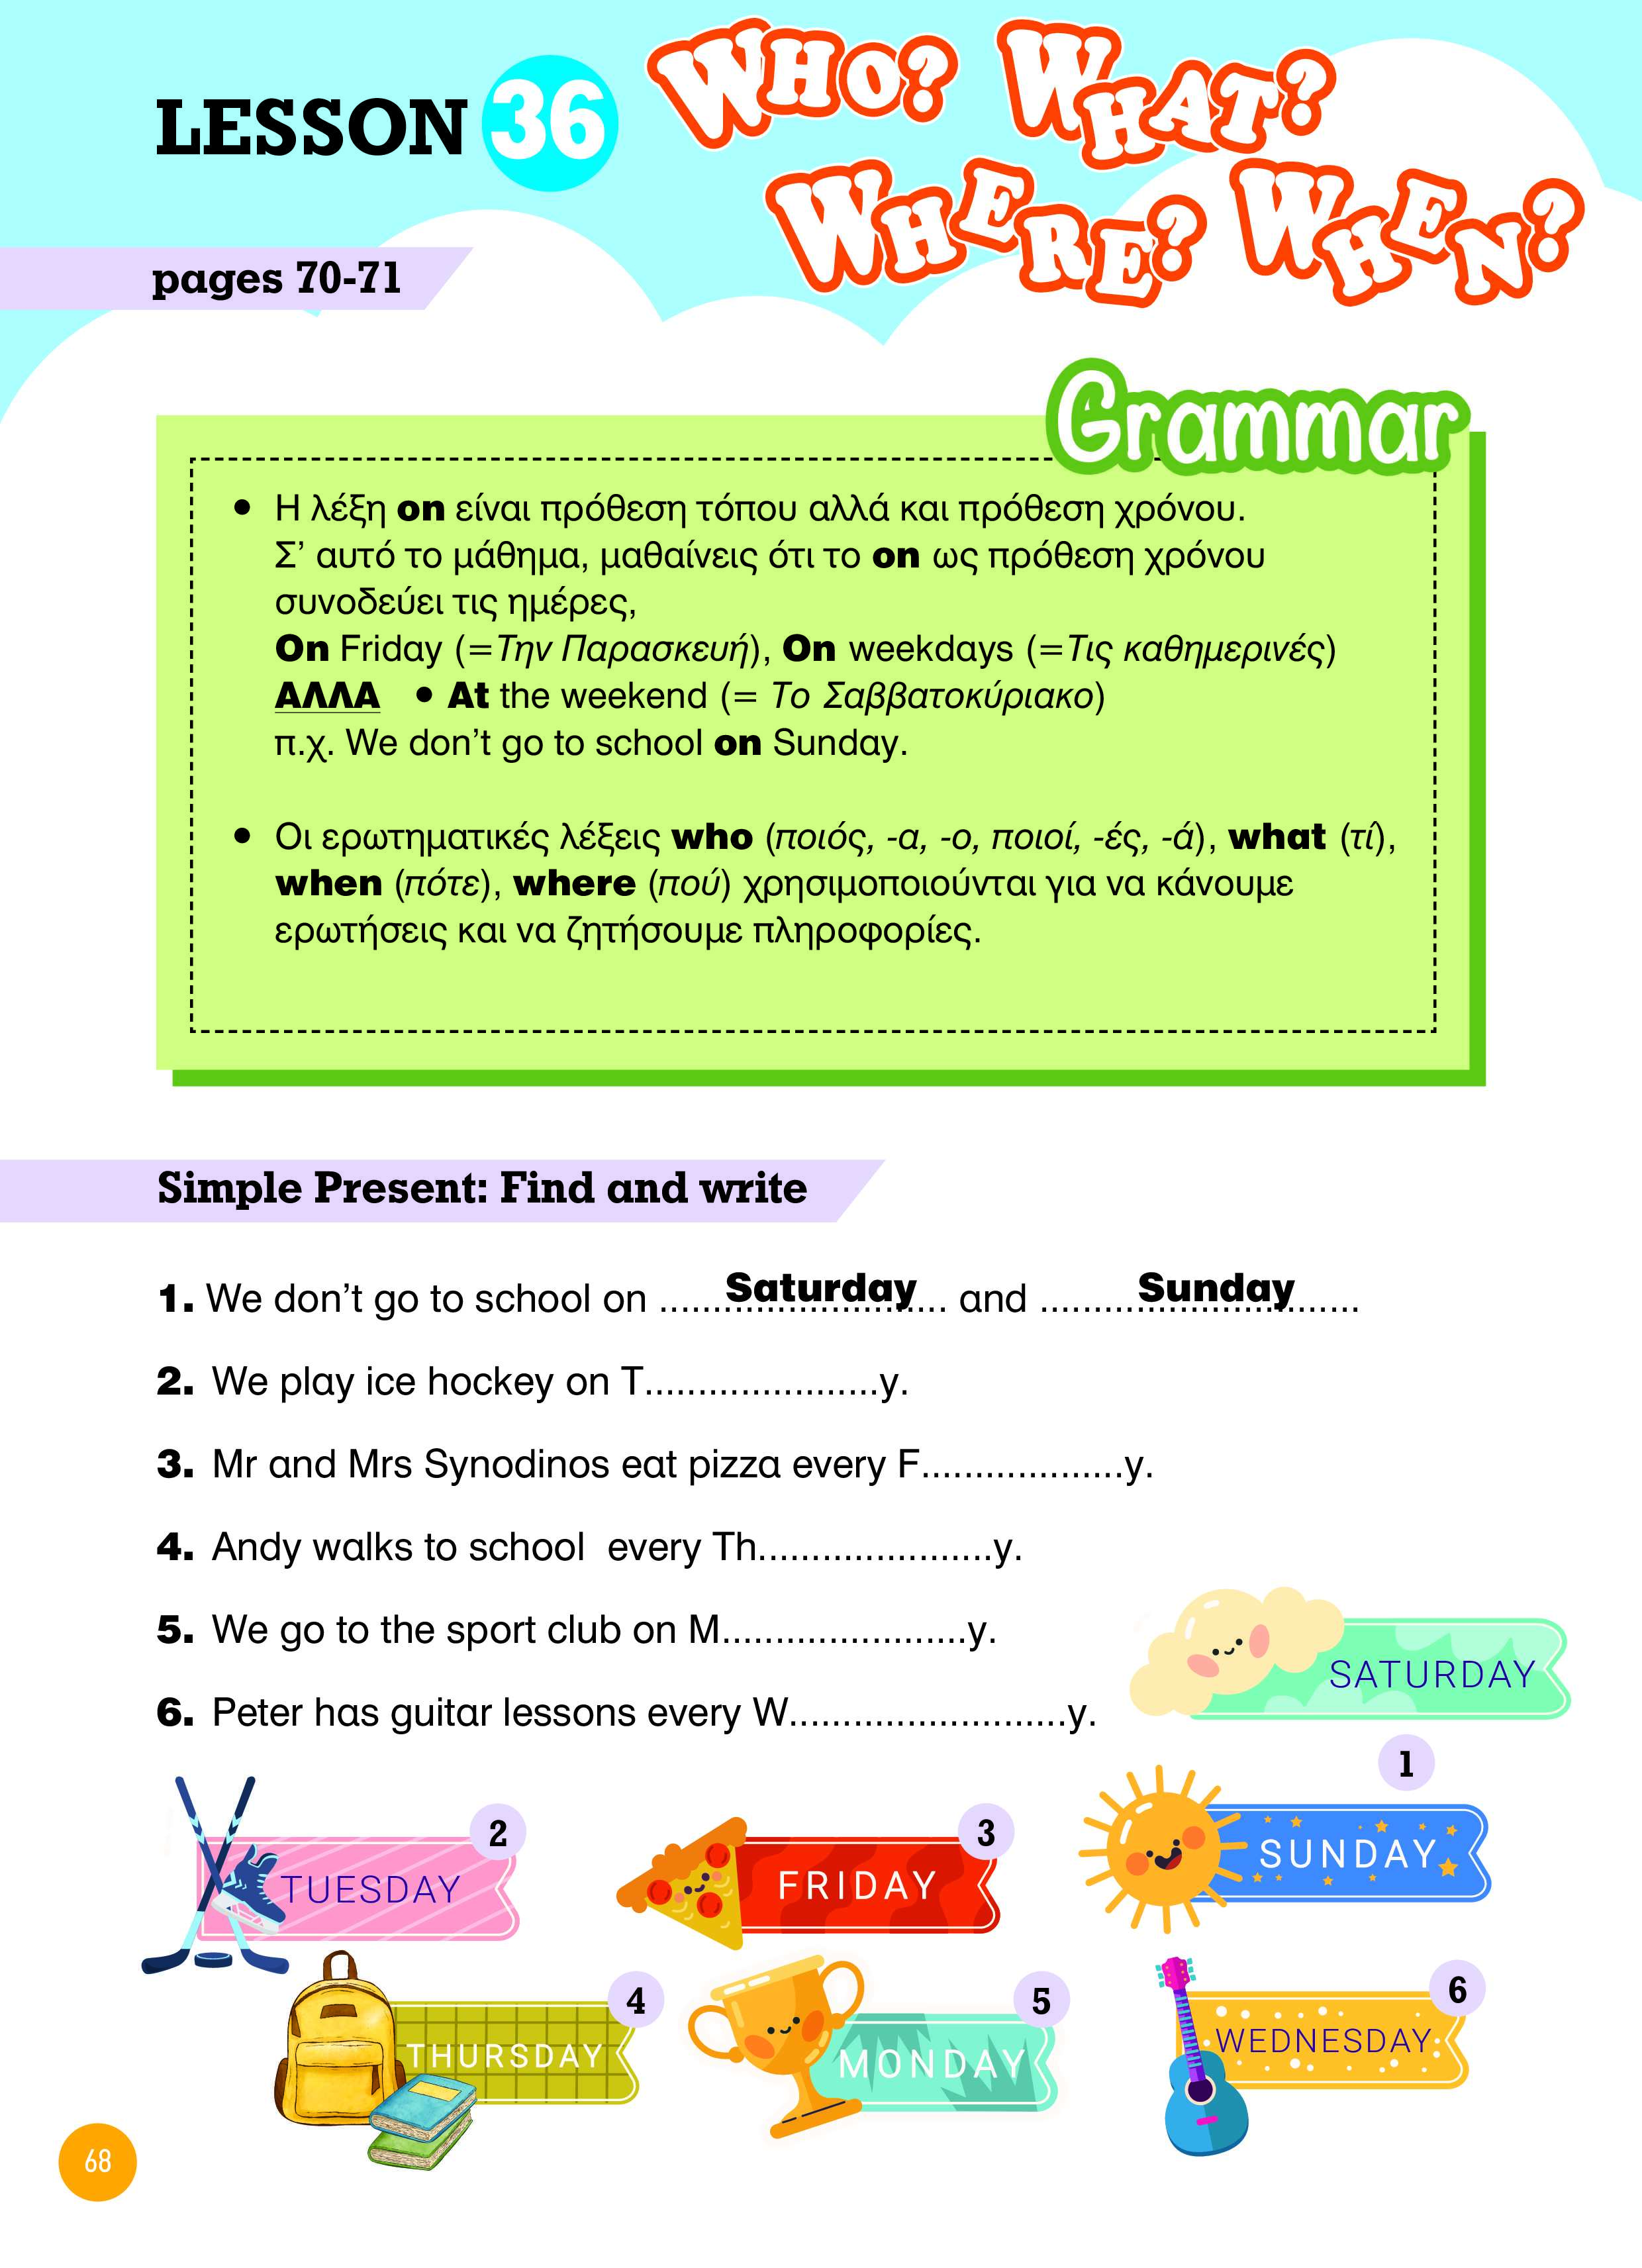 LESSON 36
WHO? WHAT?
WHERE? WHEN?
pages 70-71
Grammar
• Η λέξη on είναι πρόθεση τόπου αλλά και πρόθεση χρόνου.
Σ’ αυτό το μάθημα, μαθαίνεις ότι το on ως πρόθεση χρόνου
συνοδεύει τις ημέρες,
On Friday (=Την Παρασκευή), On weekdays (=Τις καθημερινές)
ΑΛΛΑ • At the weekend (= Το Σαββατοκύριακο)
π.χ. We don’t go to school on Sunday.
• Οι ερωτηματικές λέξεις who (ποιός, -α, -ο, ποιοί, -ές, -ά), what (τί),
when (πότε), where (πού) χρησιμοποιούνται για να κάνουμε
ερωτήσεις και να ζητήσουμε πληροφορίες.
Simple Present: Find and write
1. We don’t go to school on ...........Saturday........... and ...........Sunday...........
2. We play ice hockey on T......................y.
3. Mr and Mrs Synodinos eat pizza every F...................y.
4. Andy walks to school every Th......................y.
5. We go to the sport club on M.......................y.
6. Peter has guitar lessons every W..........................y.
SATURDAY
1
SUNDAY
2
TUESDAY
3
FRIDAY
4
THURSDAY
5
MONDAY
6
WEDNESDAY
68